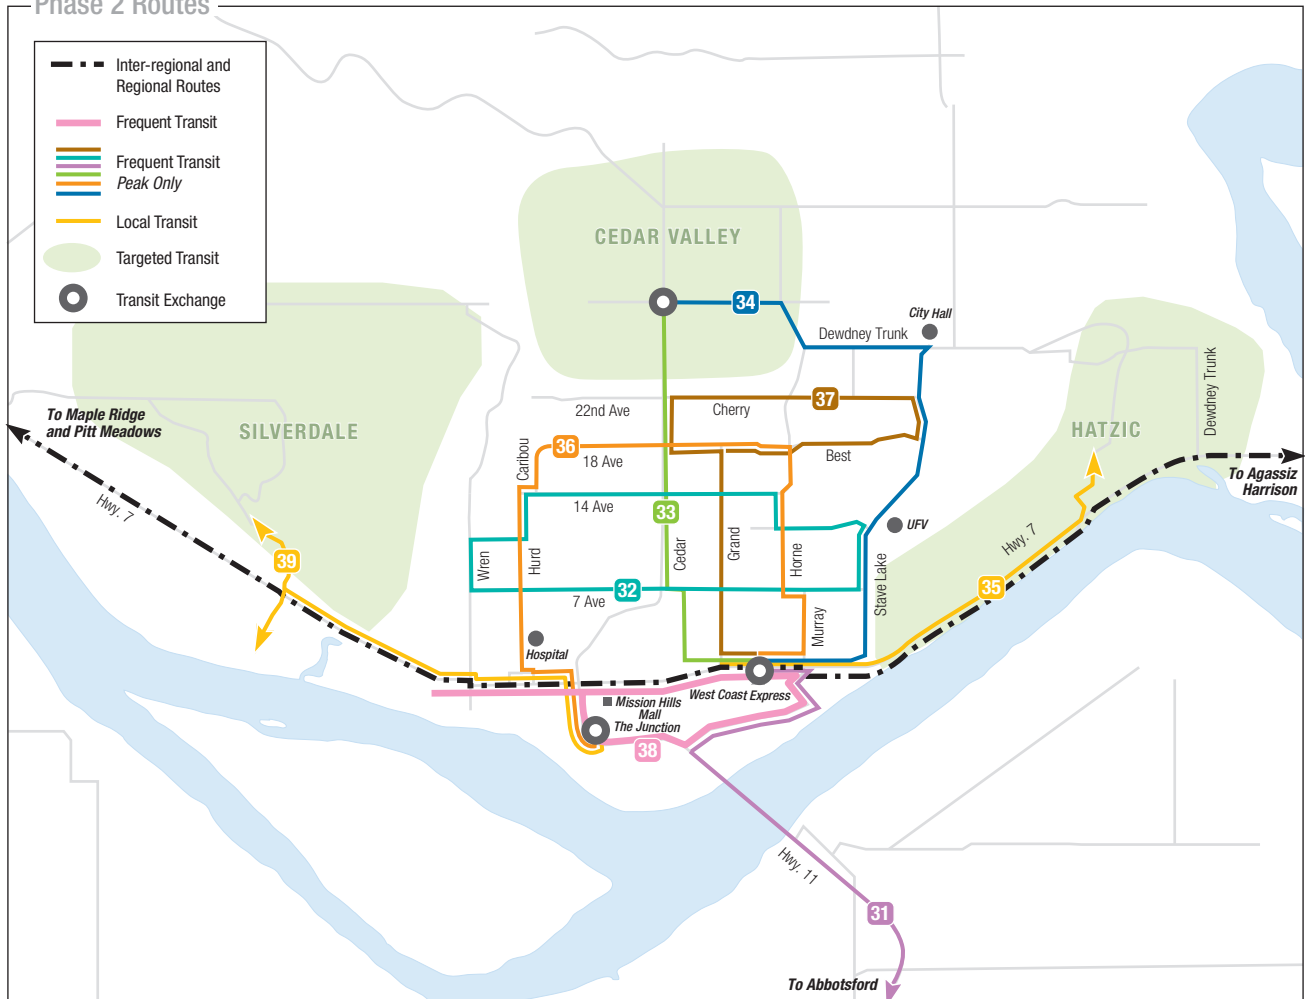 Phase 2 Routes
Inter-regional and
Regional Routes
Frequent Transit
Frequent Transit
Peak Only
Local Transit
Targeted Transit
Transit Exchange
CEDAR VALLEY
34
City Hall
Dewdney Trunk
Dewdney Trunk
37
22nd Ave
Cherry
To Maple Ridge
and Pitt Meadows
SILVERDALE
HATZIC
Caribou
36
18 Ave
Best
To Agassiz
Harrison
Hwy. 7
14 Ave
33
UFV
Hwy. 7
39
Wren
Hurd
Cedar
Grand
Horne
Stave Lake
35
32
7 Ave
Murray
Hospital
West Coast Express
Mission Hills
Mall
The Junction
38
Hwy. 11
31
To Abbotsford